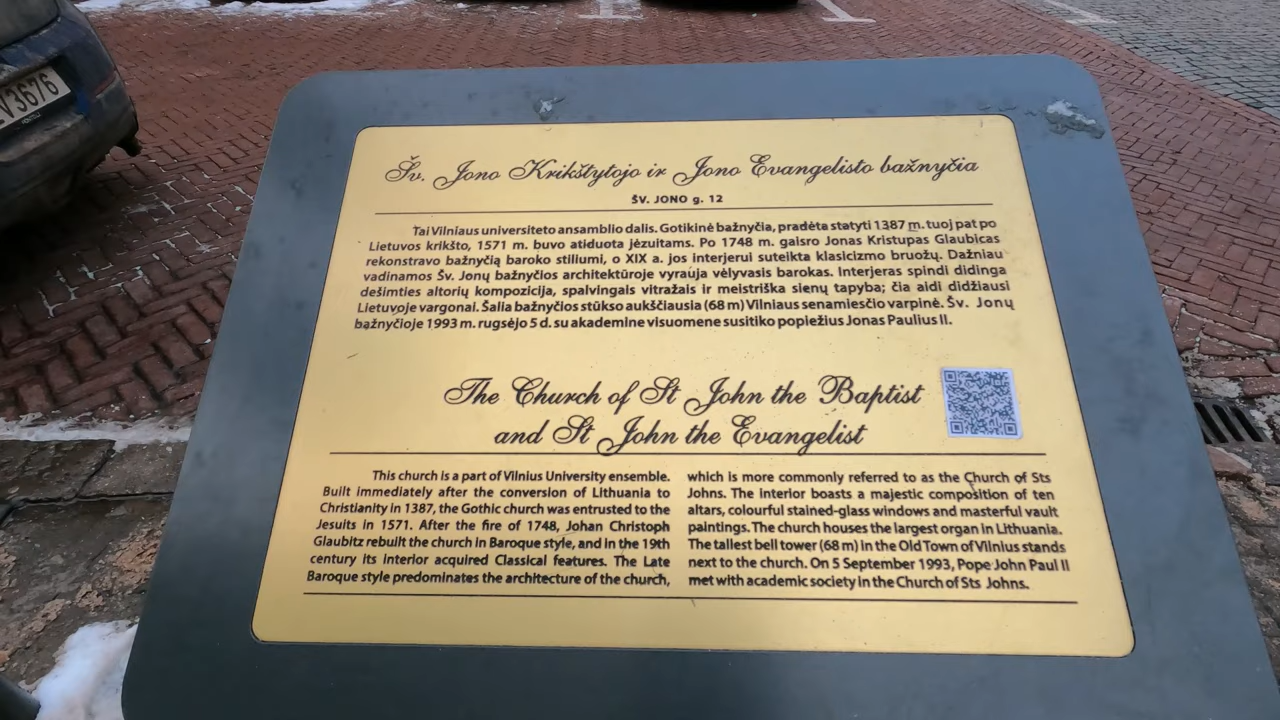 V3676
Šv. Jono Krikštytojo ir Jono Evangelisto bažnyčia
ŠV. JONO g. 12
Tai Vilniaus universiteto ansamblio dalis. Gotikinė bažnyčia, pradėta statyti 1387 m. tuoj pat po
Lietuvos krikšto, 1571 m. buvo atiduota jėzuitams. Po 1748 m. gaisro Jonas Kristupas Glaubicas
rekonstravo bažnyčią baroko stiliumi, o XIX a. jos interjerui suteikta klasicizmo bruožų. Dažniau
vadinamos Šv. Jonų bažnyčios architektūroje vyrauja vėlyvasis barokas. Interjeras spindi didinga
dešimties altorių kompozicija, spalvingais vitražais ir meistriška sienų tapyba; čia aidi didžiausi
Lietuvoje vargonai. Šalia bažnyčios stūkso aukščiausia (68 m) Vilniaus senamiesčio varpinė. Šv. Jonų
bažnyčioje 1993 m. rugsėjo 5 d. su akademine visuomene susitiko popiežius Jonas Paulius II.
The Church of St John the Baptist
and St John the Evangelist
This church is a part of Vilnius University ensemble.
Built immediately after the conversion of Lithuania to
Christianity in 1387, the Gothic church was entrusted to the
Jesuits in 1571. After the fire of 1748, Johan Christoph
Glaubitz rebuilt the church in Baroque style, and in the 19th
century its interior acquired Classical features. The Late
Baroque style predominates the architecture of the church,
which is more commonly referred to as the Church of Sts
Johns. The interior boasts a majestic composition of ten
altars, colourful stained-glass windows and masterful vault
paintings. The church houses the largest organ in Lithuania.
The tallest bell tower (68 m) in the Old Town of Vilnius stands
next to the church. On 5 September 1993, Pope John Paul II
met with academic society in the Church of Sts Johns.